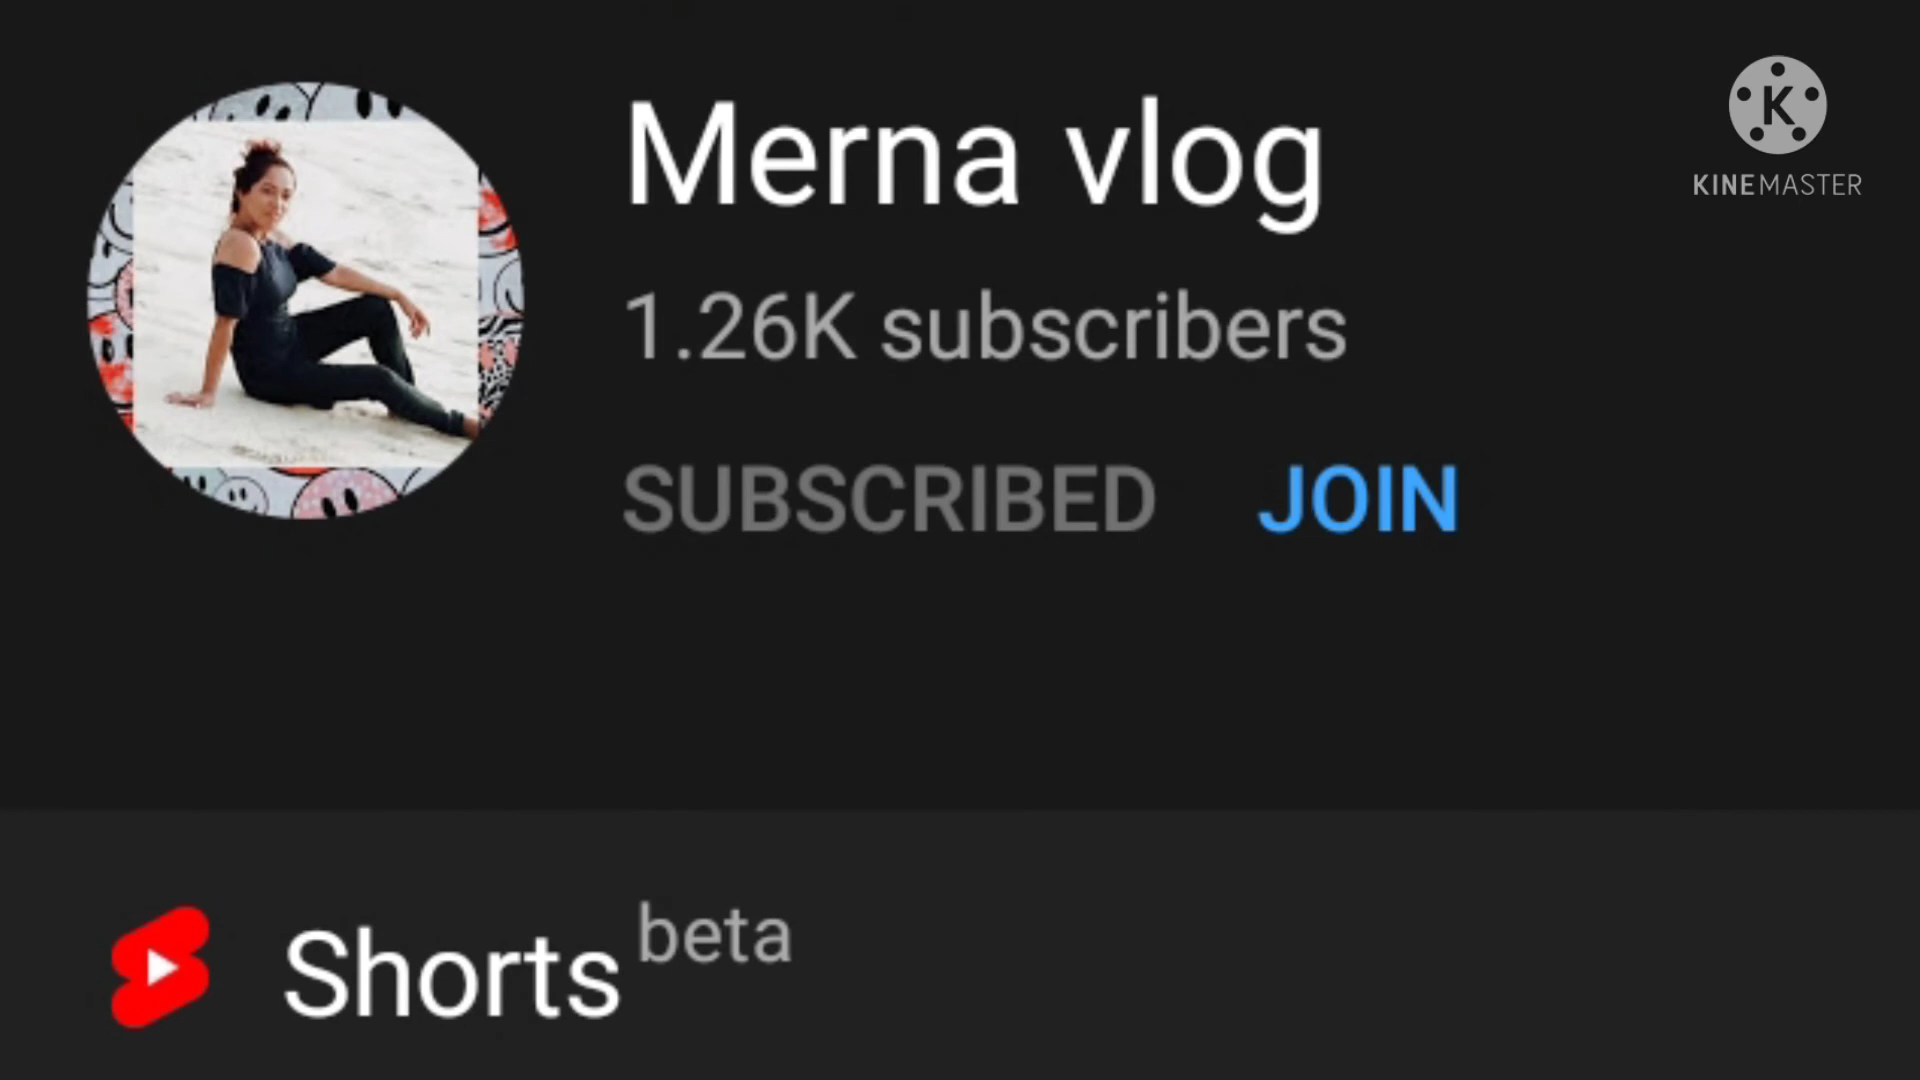 Merna vlog
K
KINEMASTER
1.26K subscribers
SUBSCRIBED JOIN
Shorts beta